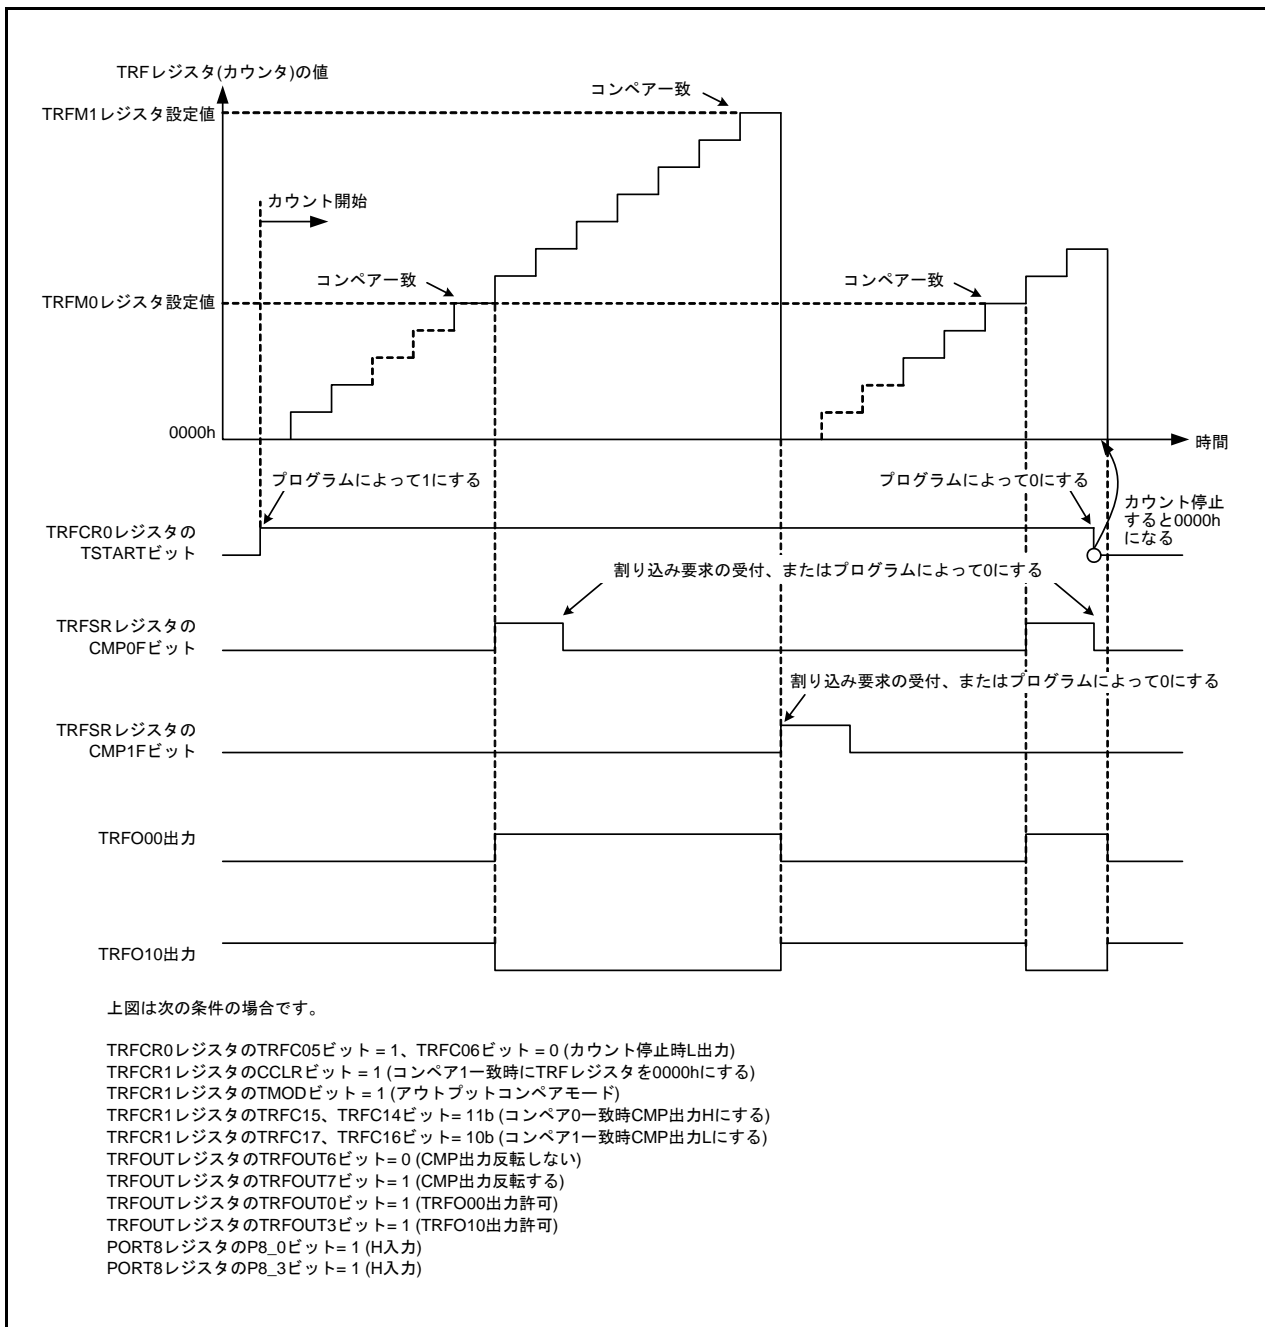 TRFレジスタ(カウンタ)の値
コンペア一致
TRFM1レジスタ設定値
カウント開始
コンペア一致
コンペア一致
TRFM0レジスタ設定値
0000h
時間
プログラムによって1にする
プログラムによって0にする
TRFCR0レジスタの
TSTARTビット
カウント停止
すると0000h
になる
割り込み要求の受付、またはプログラムによって0にする
TRFSRレジスタの
CMP0Fビット
割り込み要求の受付、またはプログラムによって0にする
TRFSRレジスタの
CMP1Fビット
TRFO00出力
TRFO10出力
上図は次の条件の場合です。
TRFCR0レジスタのTRFC05ビット = 1、TRFC06ビット = 0 (カウント停止時L出力)
TRFCR1レジスタのCCLRビット = 1 (コンペア1一致時にTRFレジスタを0000hにする)
TRFCR1レジスタのTMODビット = 1 (アウトプットコンペアモード)
TRFCR1レジスタのTRFC15、TRFC14ビット= 11b (コンペア0一致時CMP出力Hにする)
TRFCR1レジスタのTRFC17、TRFC16ビット= 10b (コンペア1一致時CMP出力Lにする)
TRFOUTレジスタのTRFOUT6ビット= 0 (CMP出力反転しない)
TRFOUTレジスタのTRFOUT7ビット= 1 (CMP出力反転する)
TRFOUTレジスタのTRFOUT0ビット= 1 (TRFO00出力許可)
TRFOUTレジスタのTRFOUT3ビット= 1 (TRFO10出力許可)
PORT8レジスタのP8_0ビット= 1 (H入力)
PORT8レジスタのP8_3ビット= 1 (H入力)